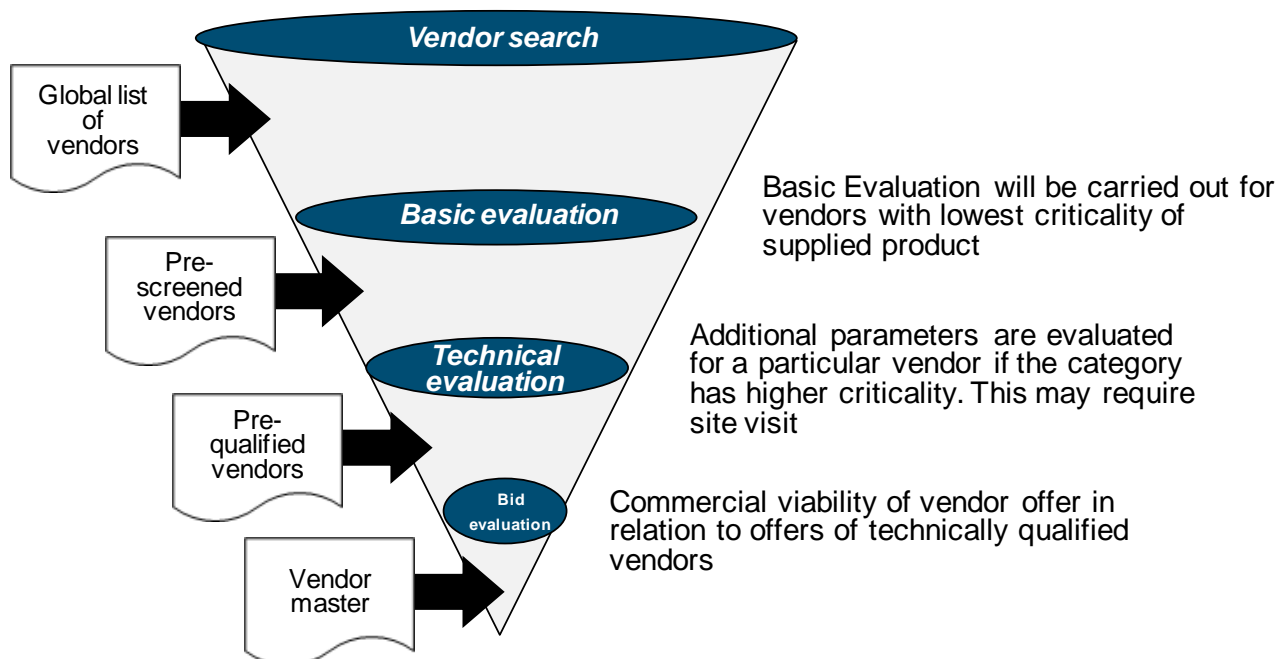 Vendor search
Global list
of
vendors
Basic evaluation
Basic Evaluation will be carried out for
vendors with lowest criticality of
supplied product
Pre-
screened
vendors
Technical
evaluation
Additional parameters are evaluated
for a particular vendor if the category
has higher criticality. This may require
site visit
Pre-
qualified
vendors
Bid
evaluation
Commercial viability of vendor offer in
relation to offers of technically qualified
vendors
Vendor
master